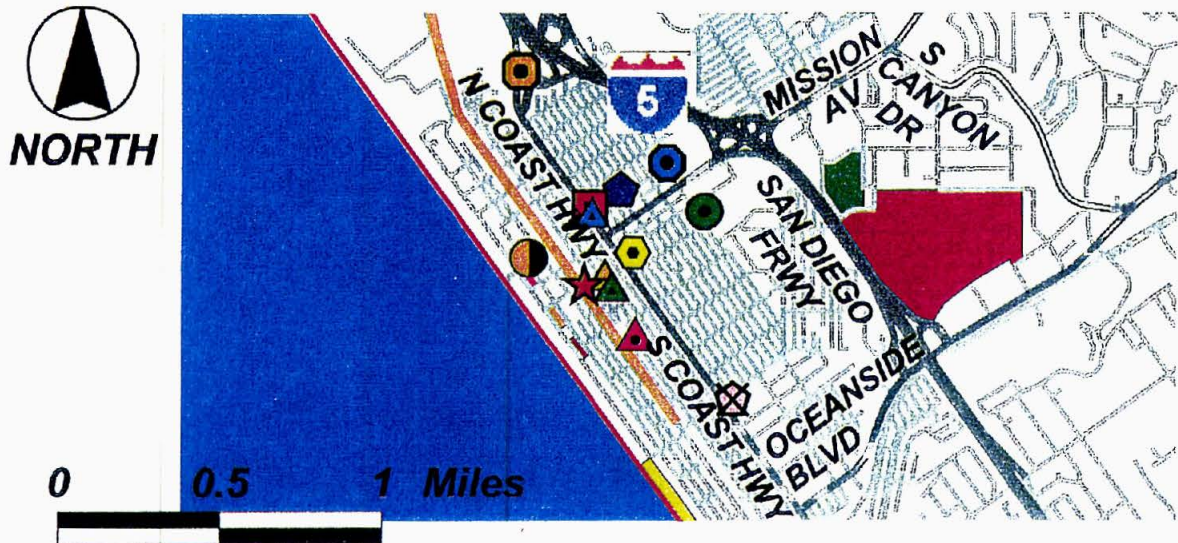 NORTH
N COAST HWY
5
MISSION
AV
S
CANYON
DR
SAN DIEGO
FRWY
S COAST HWY
OCEANSIDE
BLVD
0 0.5 1 Miles